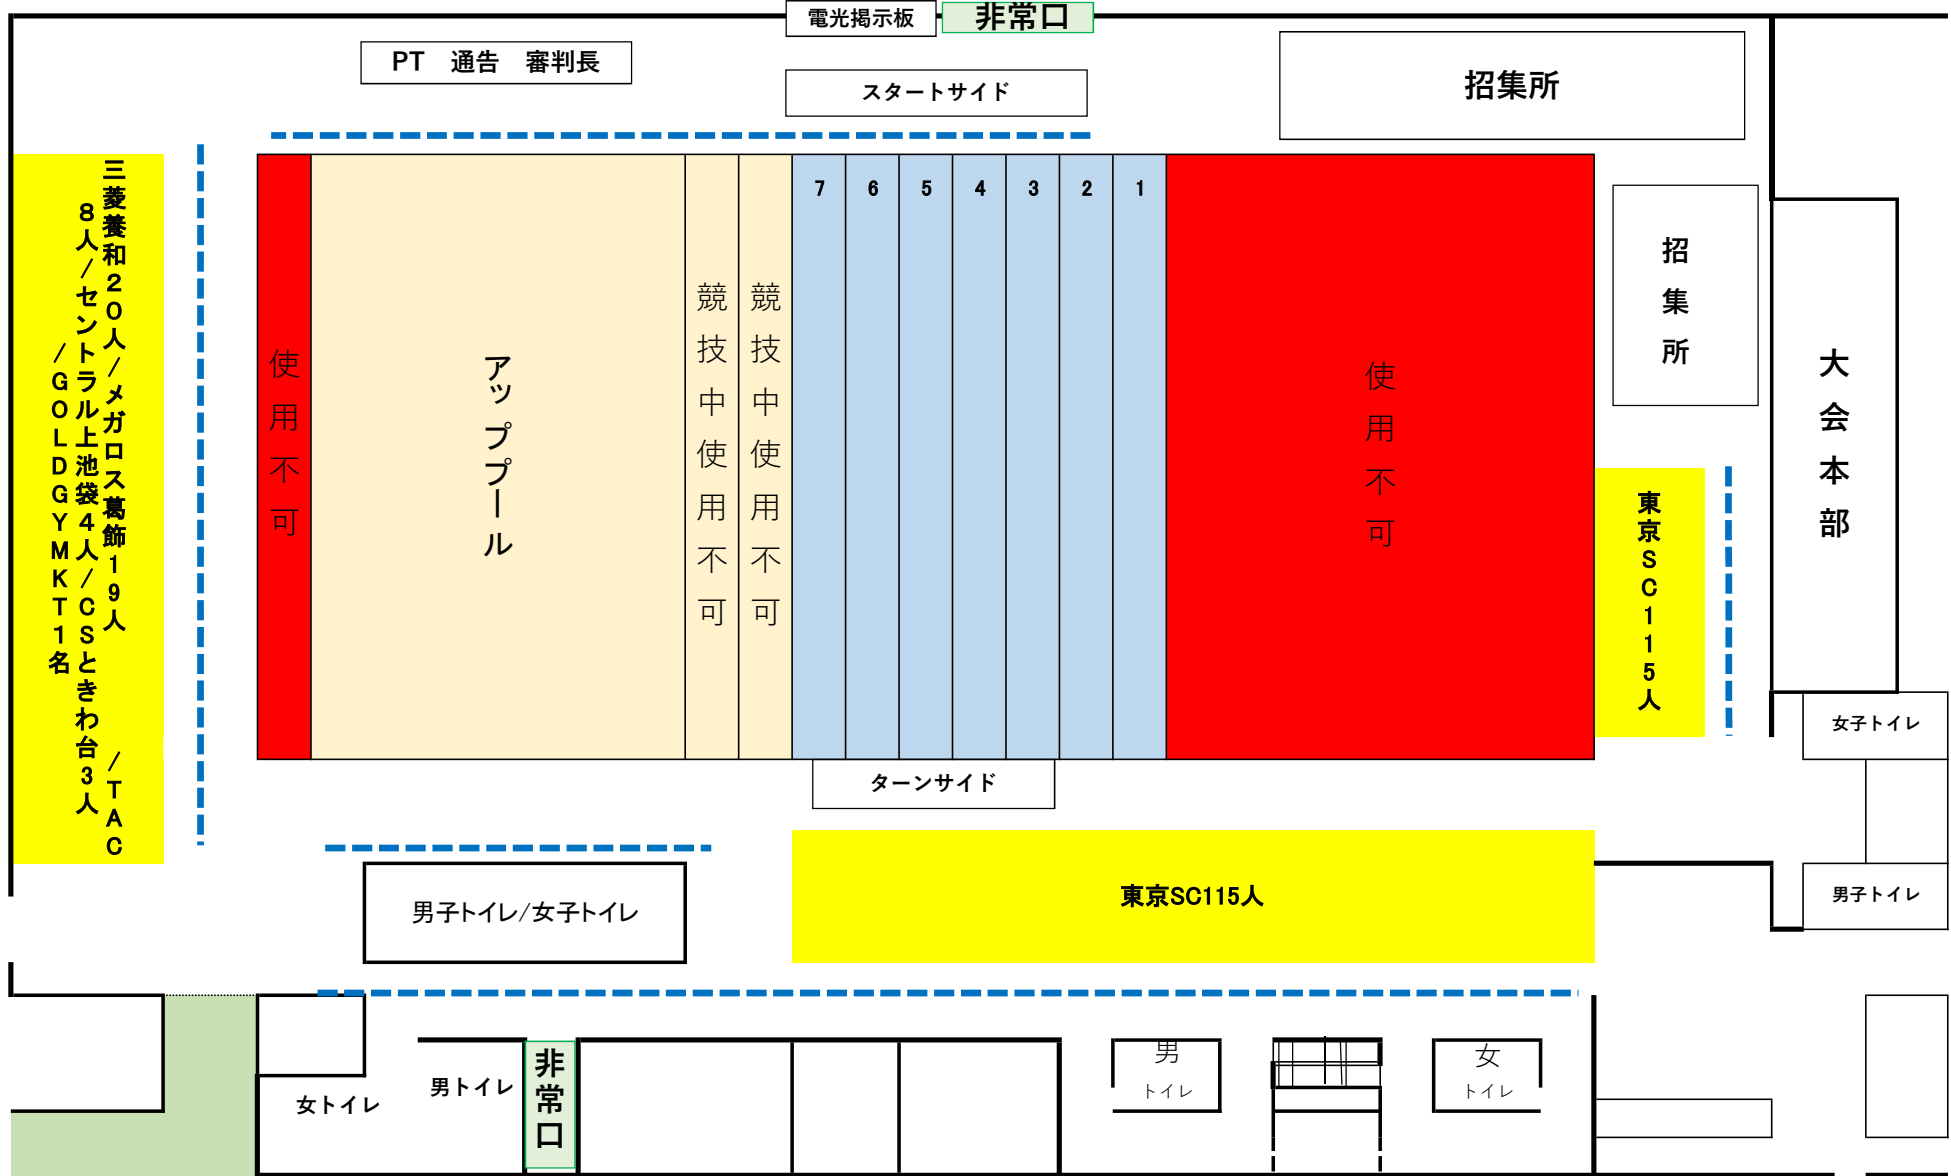 電光掲示板
非常口
PT　通告　審判長
スタートサイド
招集所
三菱養和20人/メガロス葛飾19人　　　/TAC
8人/セントラル上池袋4人/CSときわ台3人
/GOLDGYMKT1名
使用不可
アッププール
競技中使用不可
競技中使用不可
7
6
5
4
3
2
1
使用不可
招集所
大会本部
東京SC115人
女子トイレ
ターンサイド
男子トイレ/女子トイレ
東京SC115人
男子トイレ
女トイレ
男トイレ
非常口
男
トイレ
女
トイレ